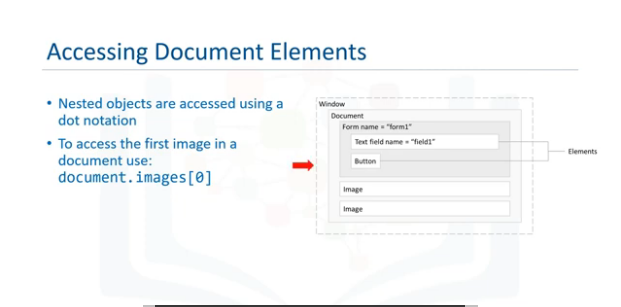 Accessing Document Elements
• Nested objects are accessed using a
dot notation
• To access the first image in a
document use:
document.images[0]
Window
Document
Form name = "form1"
Text field name = "field1"
Button
Elements
Image
Image